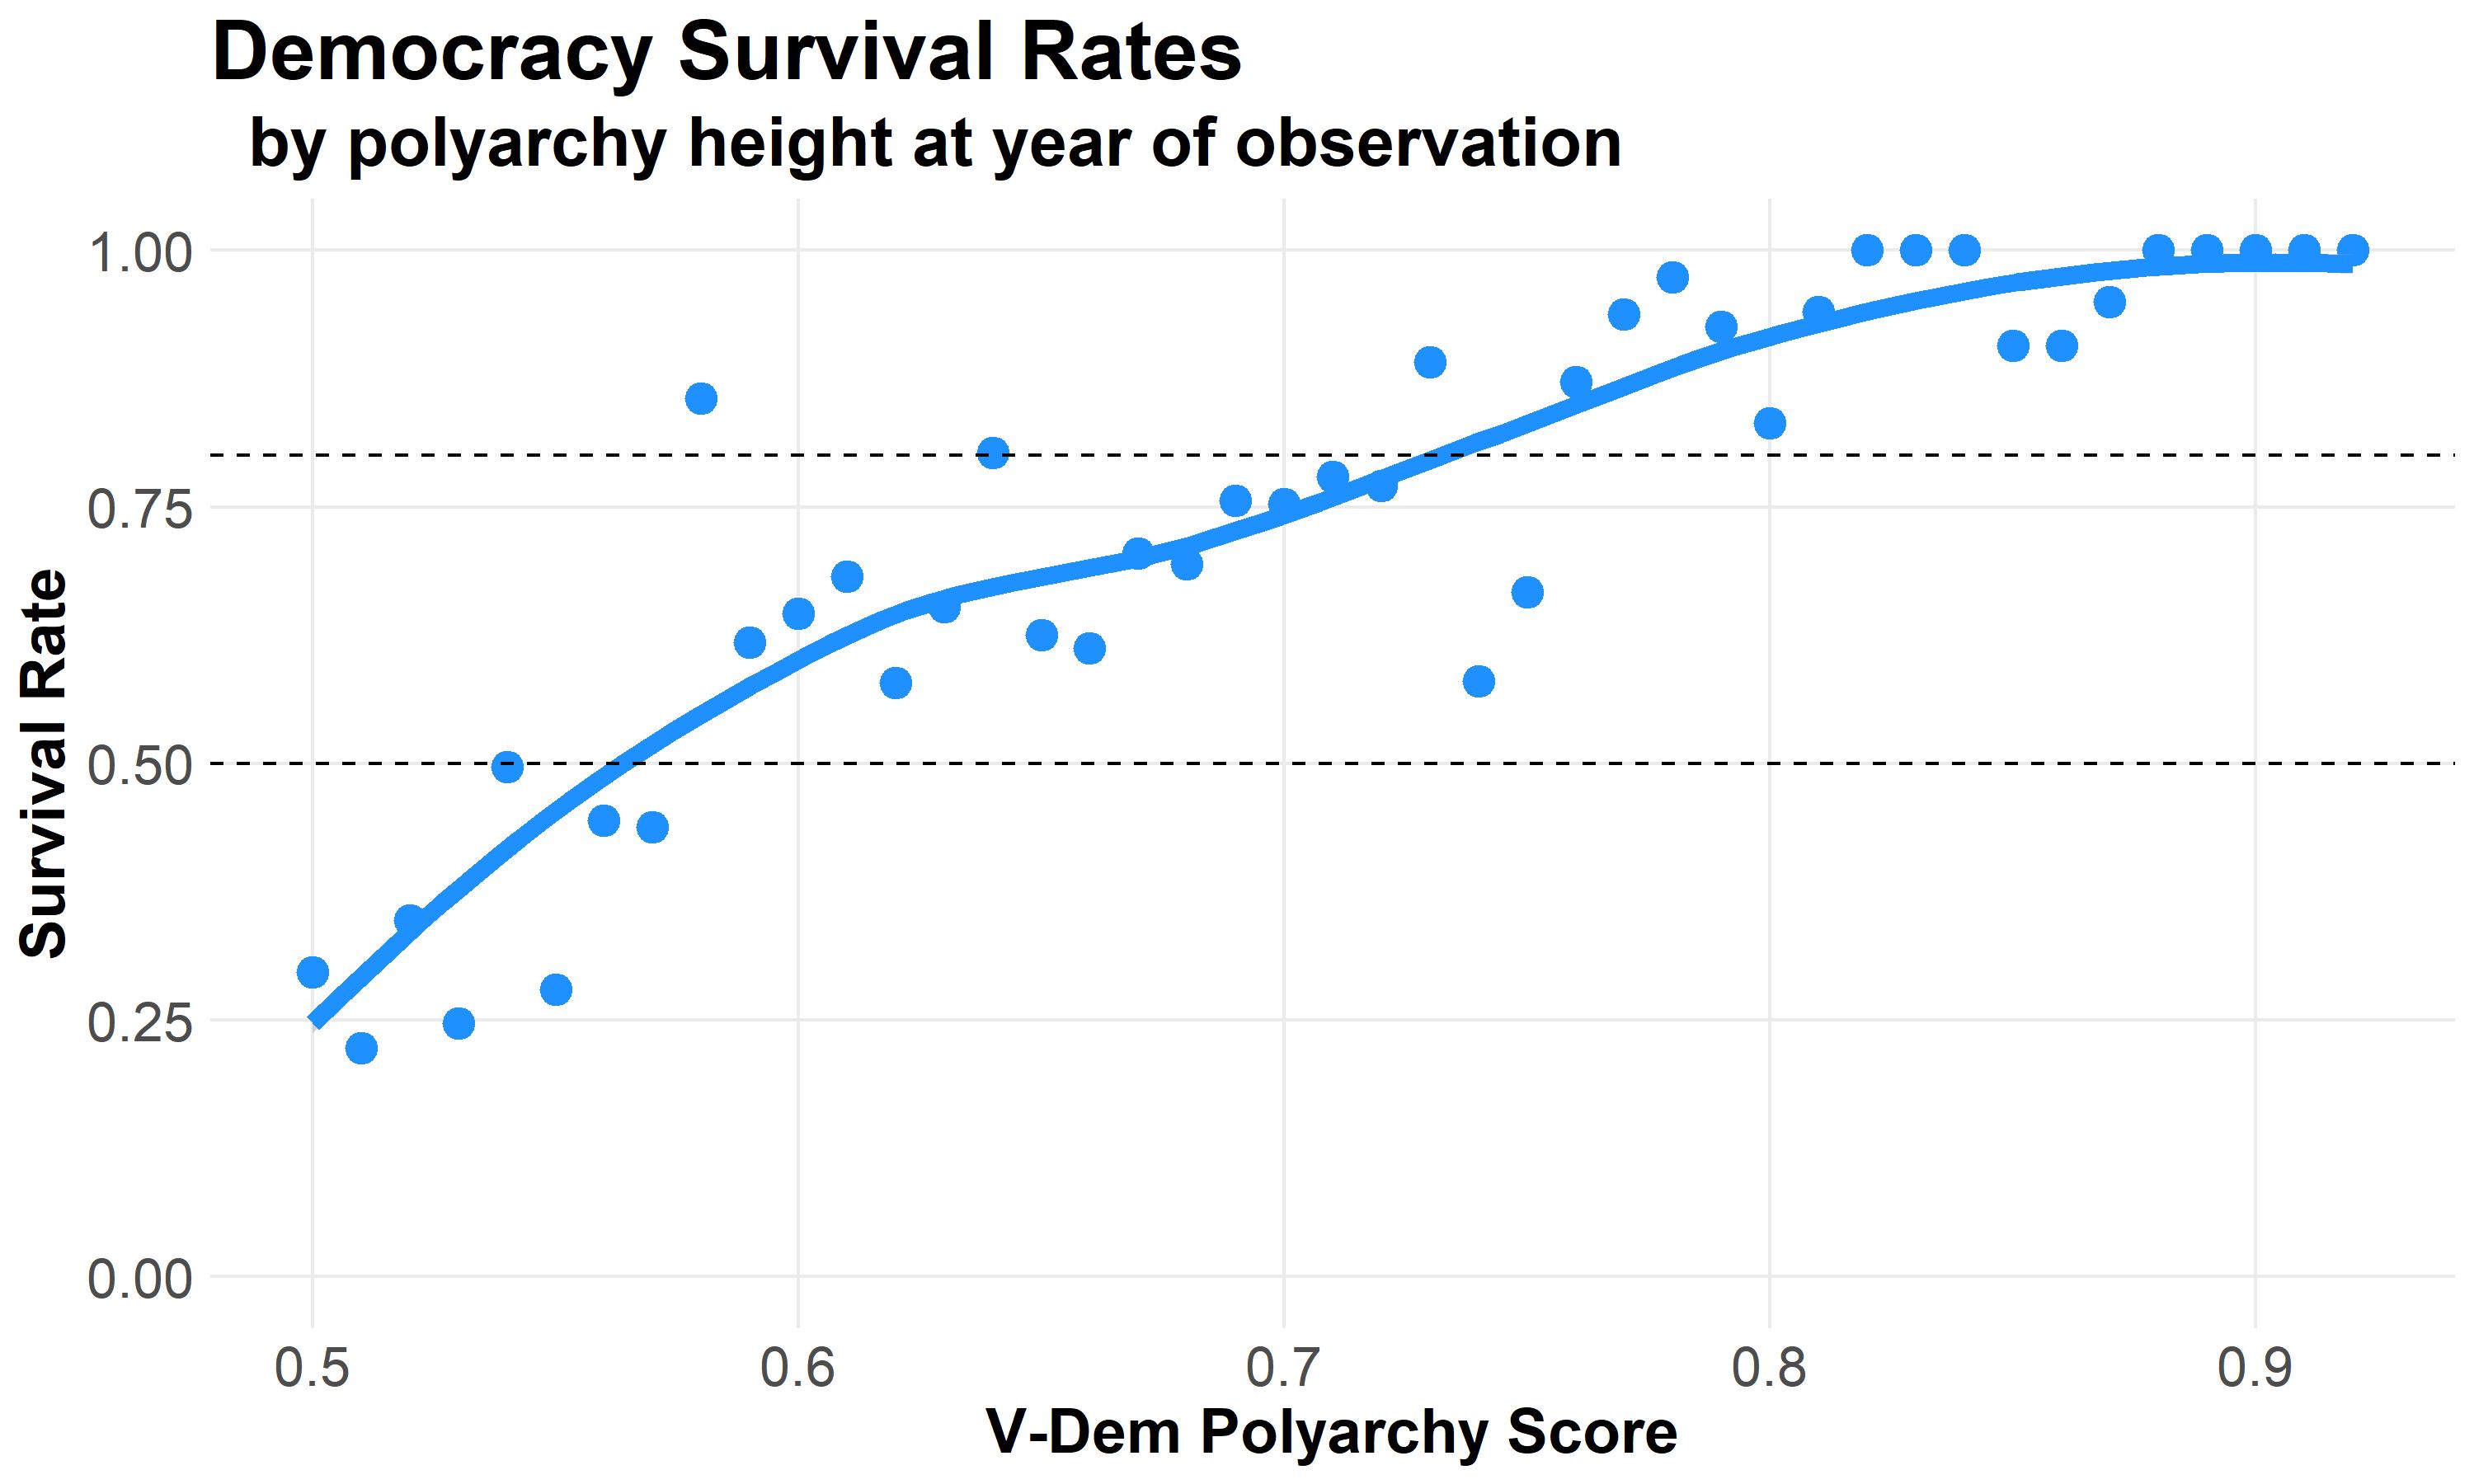 Democracy Survival Rates
by polyarchy height at year of observation
Survival Rate
1.00
0.75
0.50
0.25
0.00
0.5 0.6 0.7 0.8 0.9
V-Dem Polyarchy Score